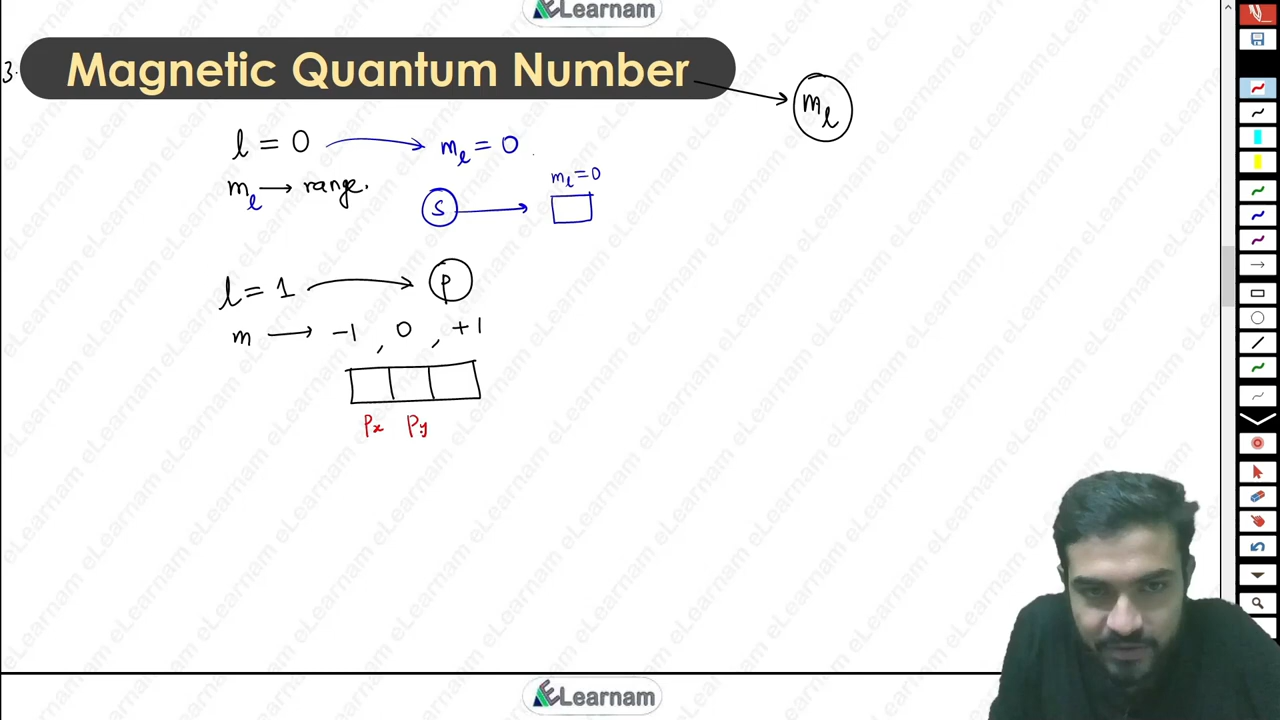 eLearnam
3. Magnetic Quantum Number → mₗ
l = 0 → mₗ = 0
mₗ → range.
mₗ = 0
s →
l = 1 → p
m → -1, 0, +1
Px Py
eLearnam